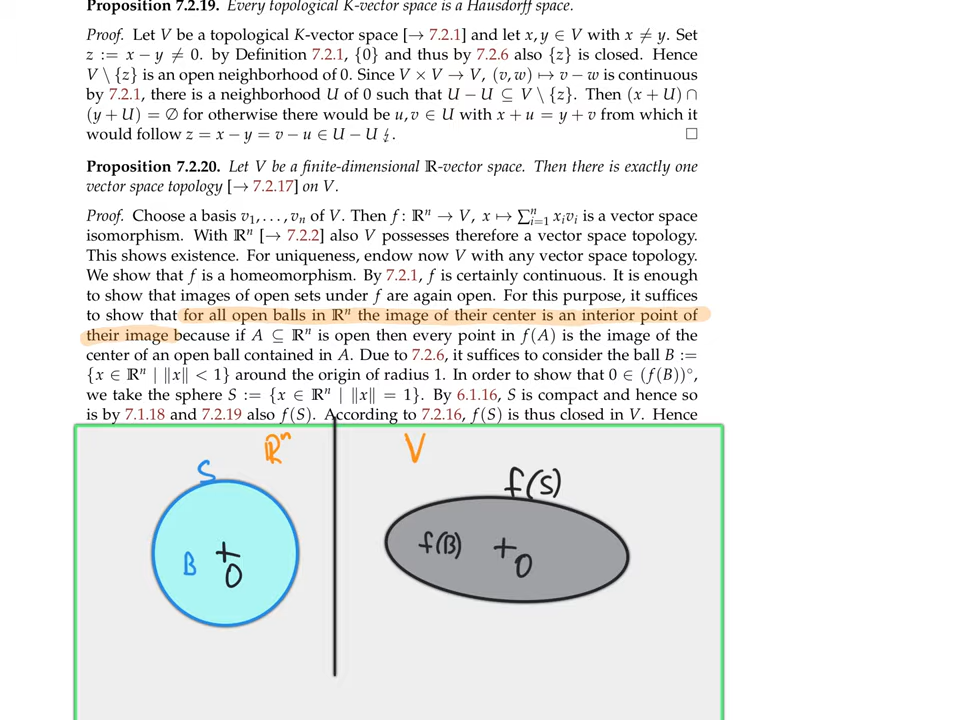 Proposition 7.2.19. Every topological K-vector space is a Hausdorff space.
Proof. Let V be a topological K-vector space [→ 7.2.1] and let x, y ∈ V with x ≠ y. Set
z := x − y ≠ 0. by Definition 7.2.1, {0} and thus by 7.2.6 also {z} is closed. Hence
V \ {z} is an open neighborhood of 0. Since V × V → V, (v, w) ↦ v − w is continuous
by 7.2.1, there is a neighborhood U of 0 such that U − U ⊆ V \ {z}. Then (x + U) ∩
(y + U) = ∅ for otherwise there would be u, v ∈ U with x + u = y + v from which it
would follow z = x − y = v − u ∈ U − U ↯. □
Proposition 7.2.20. Let V be a finite-dimensional ℝ-vector space. Then there is exactly one
vector space topology [→ 7.2.17] on V.
Proof. Choose a basis v₁, . . . , vₙ of V. Then f : ℝⁿ → V, x ↦ ∑ⁿᵢ₌₁ xᵢvᵢ is a vector space
isomorphism. With ℝⁿ [→ 7.2.2] also V possesses therefore a vector space topology.
This shows existence. For uniqueness, endow now V with any vector space topology.
We show that f is a homeomorphism. By 7.2.1, f is certainly continuous. It is enough
to show that images of open sets under f are again open. For this purpose, it suffices
to show that for all open balls in ℝⁿ the image of their center is an interior point of
their image because if A ⊆ ℝⁿ is open then every point in f(A) is the image of the
center of an open ball contained in A. Due to 7.2.6, it suffices to consider the ball B :=
{x ∈ ℝⁿ | ‖x‖ < 1} around the origin of radius 1. In order to show that 0 ∈ (f(B))°,
we take the sphere S := {x ∈ ℝⁿ | ‖x‖ = 1}. By 6.1.16, S is compact and hence so
is by 7.1.18 and 7.2.19 also f(S). According to 7.2.16, f(S) is thus closed in V. Hence
ℝⁿ
V
S
f(S)
B
0
f(B)
0